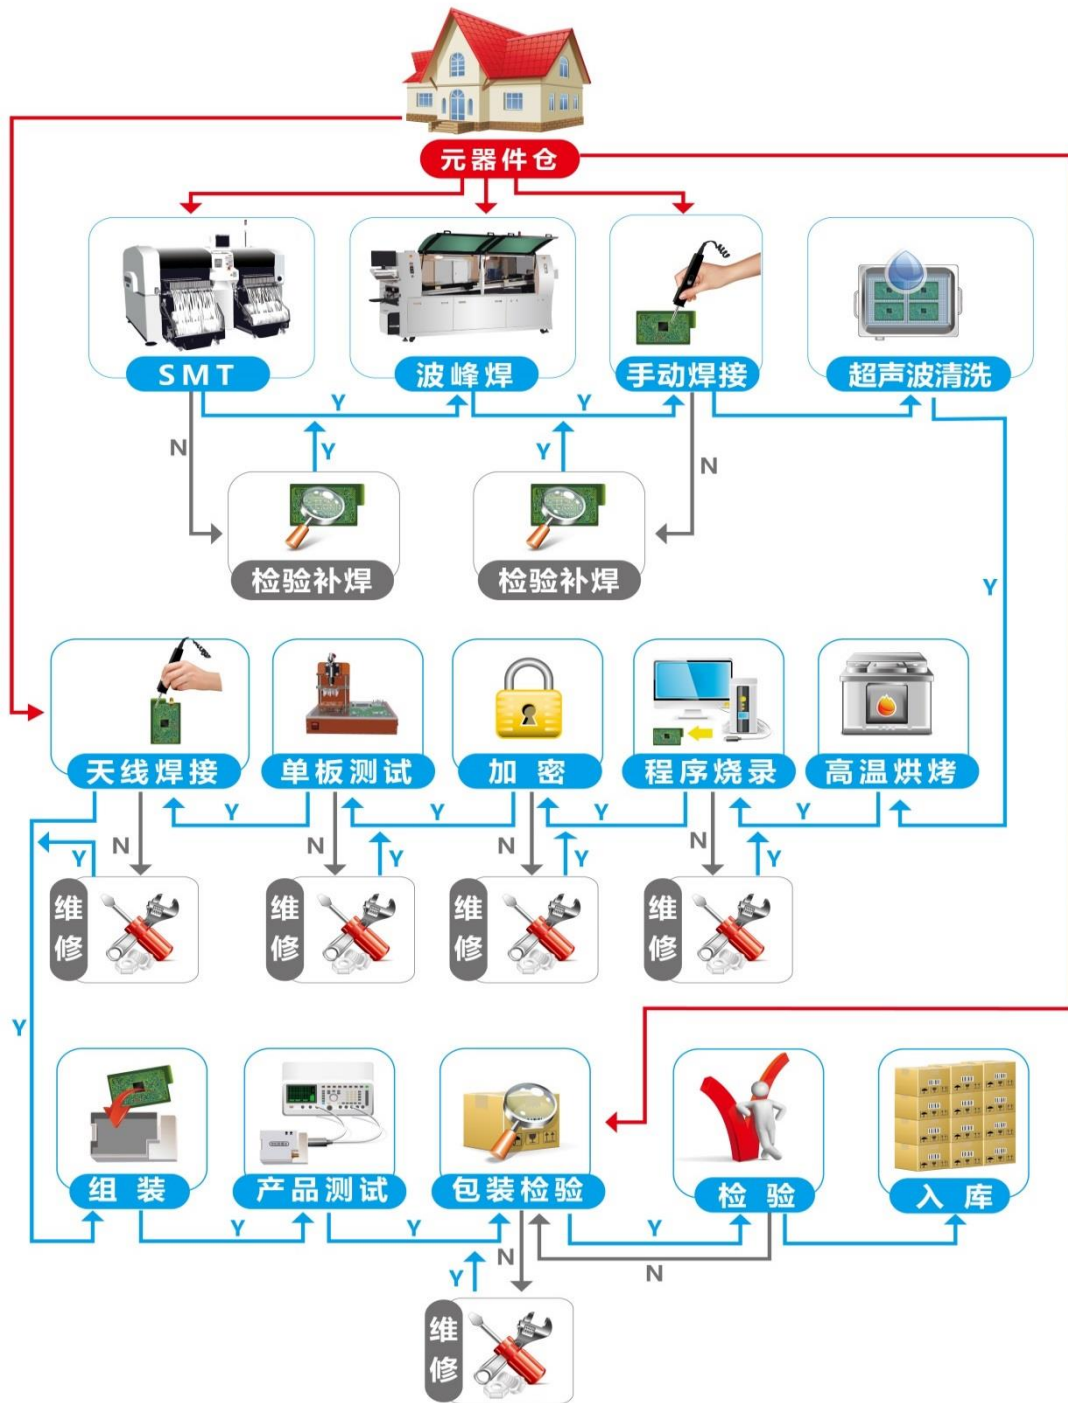 元器件仓
SMT
波峰焊
手动焊接
超声波清洗
Y
Y
N
Y
Y
N
检验补焊
检验补焊
Y
天线焊接
单板测试
加密
程序烧录
高温烘烤
Y
Y
Y
Y
N
N
N
N
Y
Y
Y
Y
维修
维修
维修
维修
Y
组装
产品测试
包装检验
检验
入库
Y
Y
Y
N
N
Y
维修